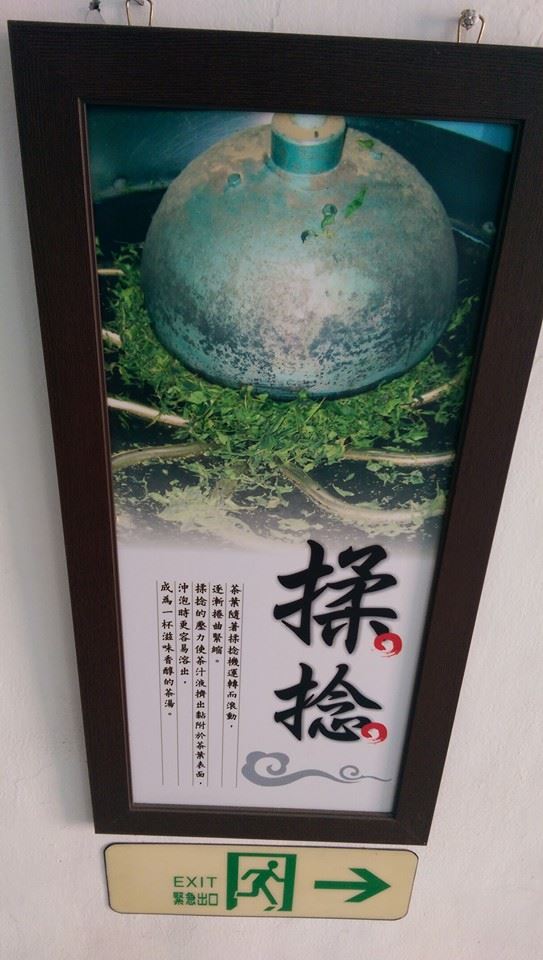 揉捻
茶葉隨著揉捻機運轉而滾動，
逐漸捲曲緊縮。
揉捻的壓力使茶汁液擠出黏附於茶葉表面，
沖泡時更容易溶出，
成為一杯滋味香醇的茶湯。
EXIT
緊急出口